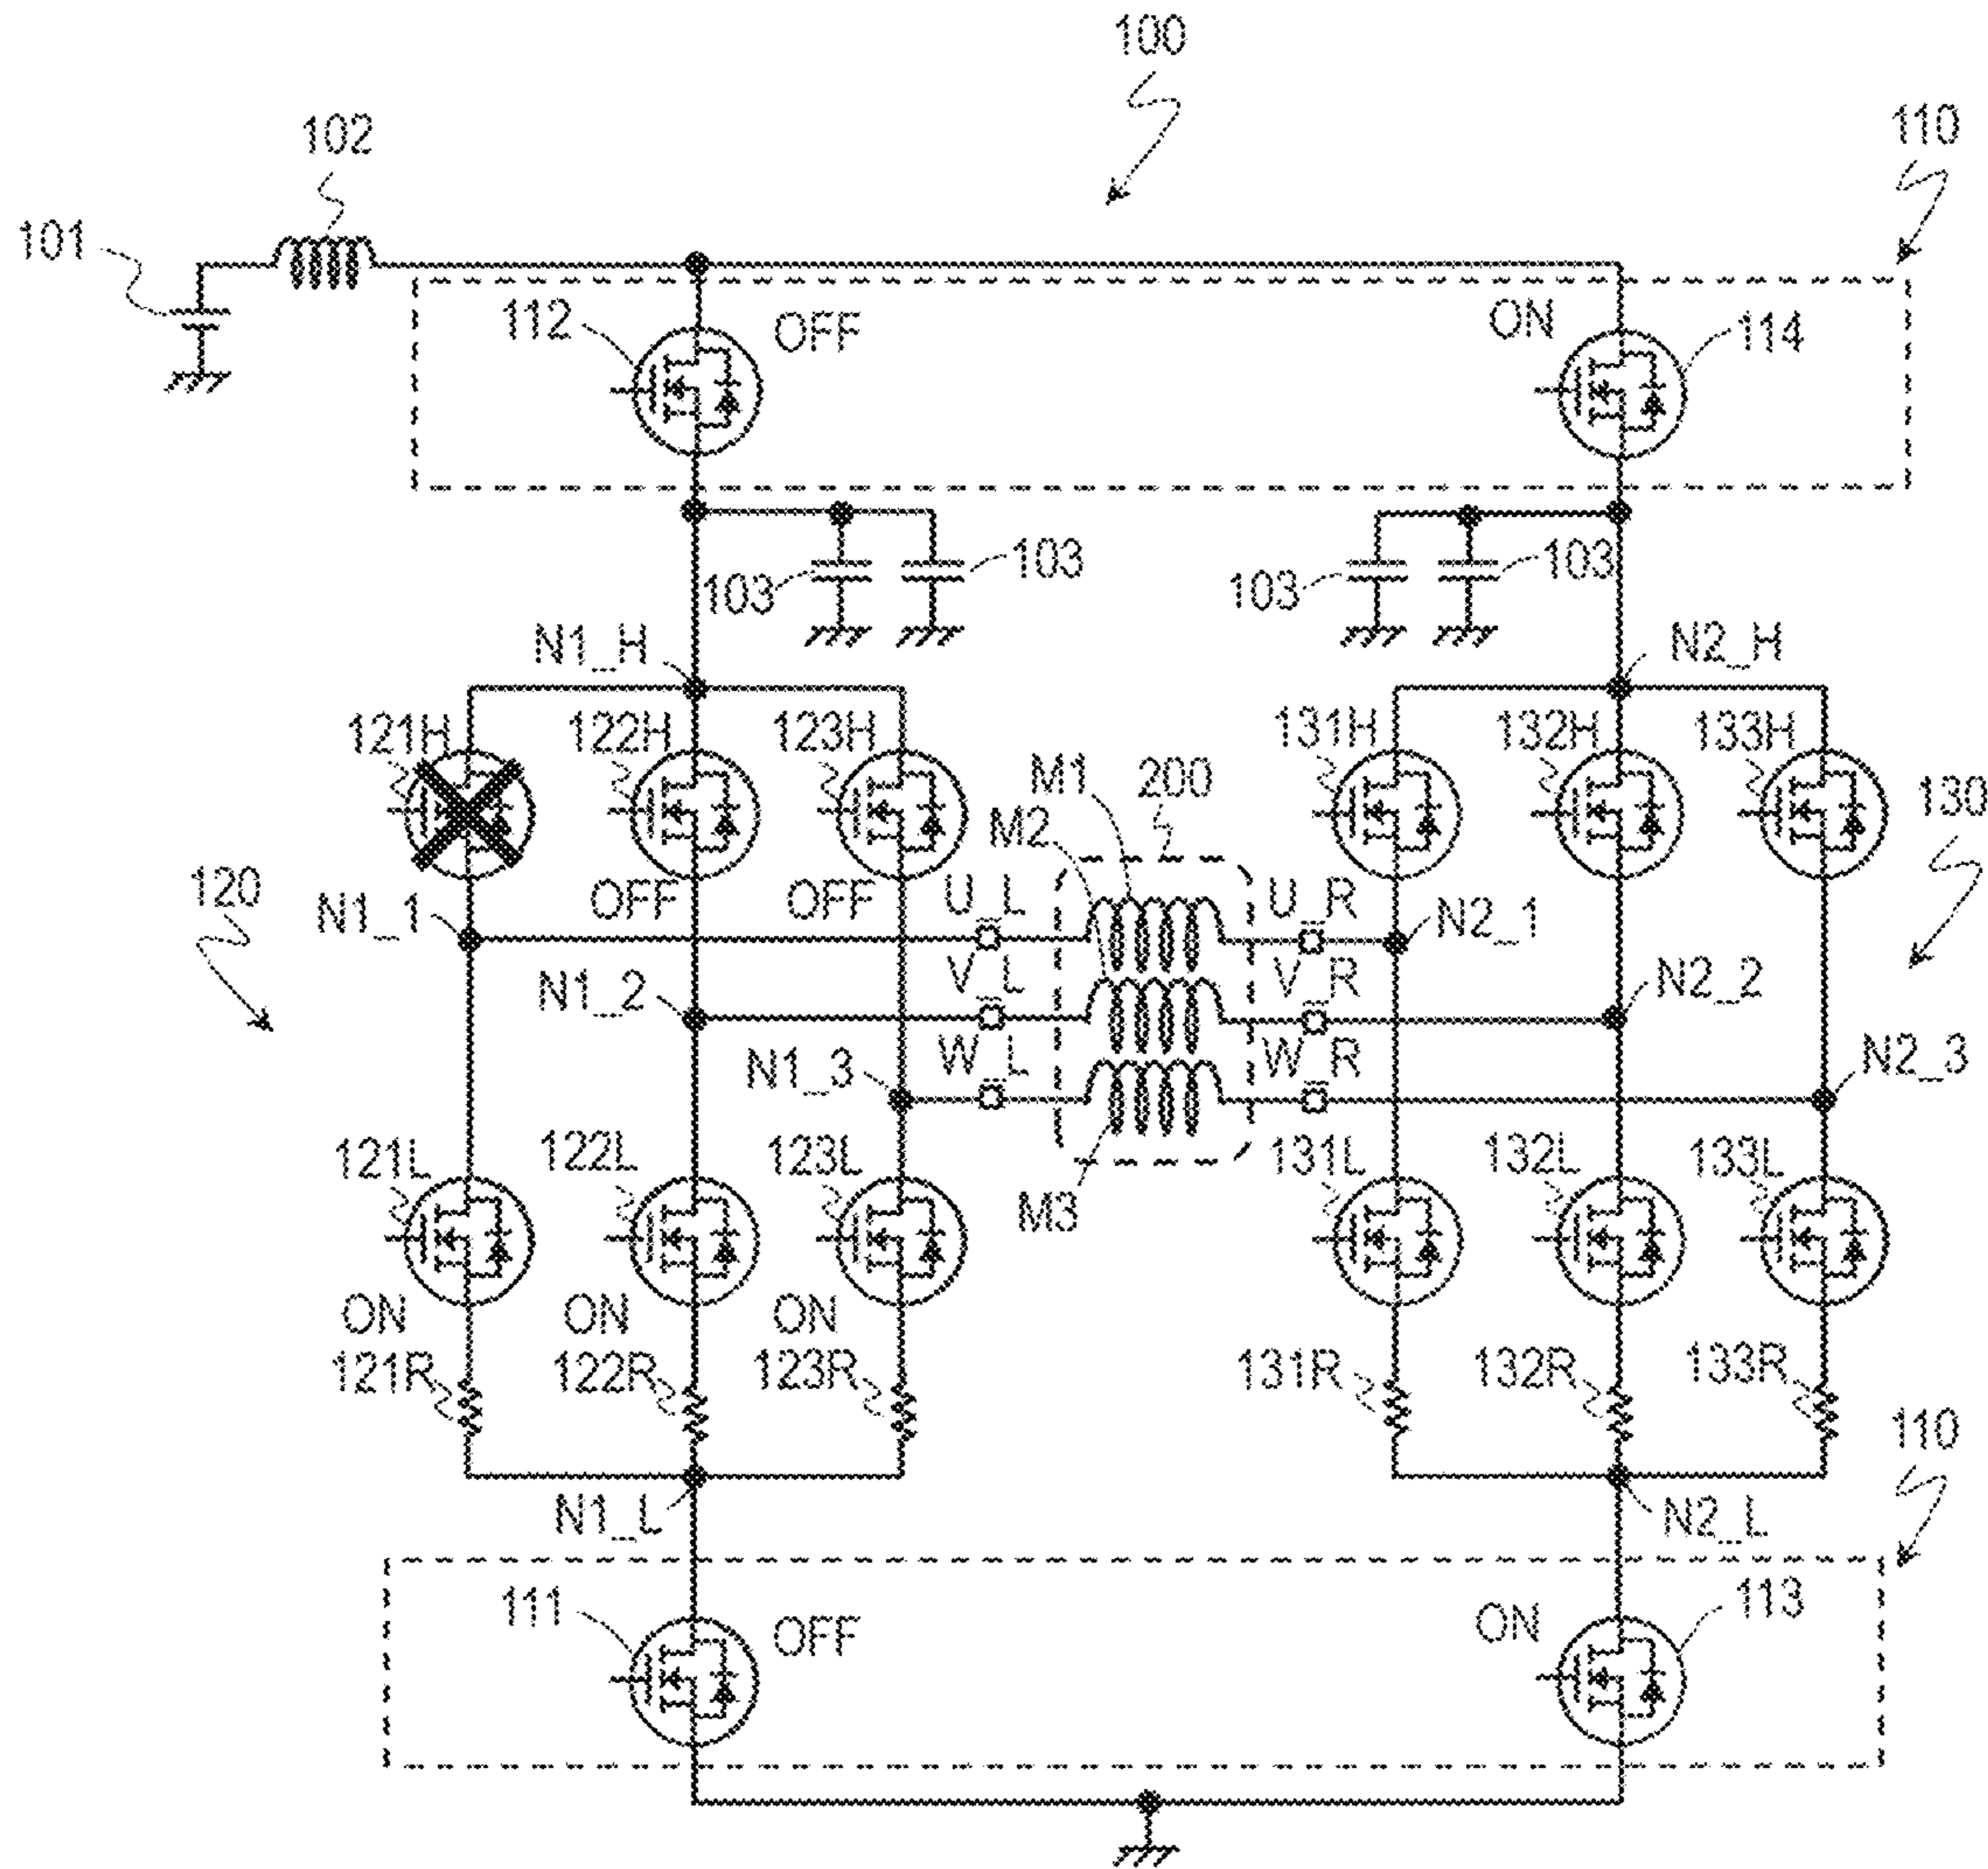 100
110
102
101
112
OFF
ON
114
103
103
103
103
N1_H
N2_H
121H
122H
123H
131H
132H
133H
M1
200
M2
130
120
OFF
OFF
U_L
U_R
N1_1
N2_1
V_L
V_R
N1_2
N2_2
W_L
W_R
N1_3
N2_3
121L
122L
123L
131L
132L
133L
M3
ON
ON
ON
121R
122R
123R
131R
132R
133R
110
N1_L
N2_L
111
OFF
ON
113